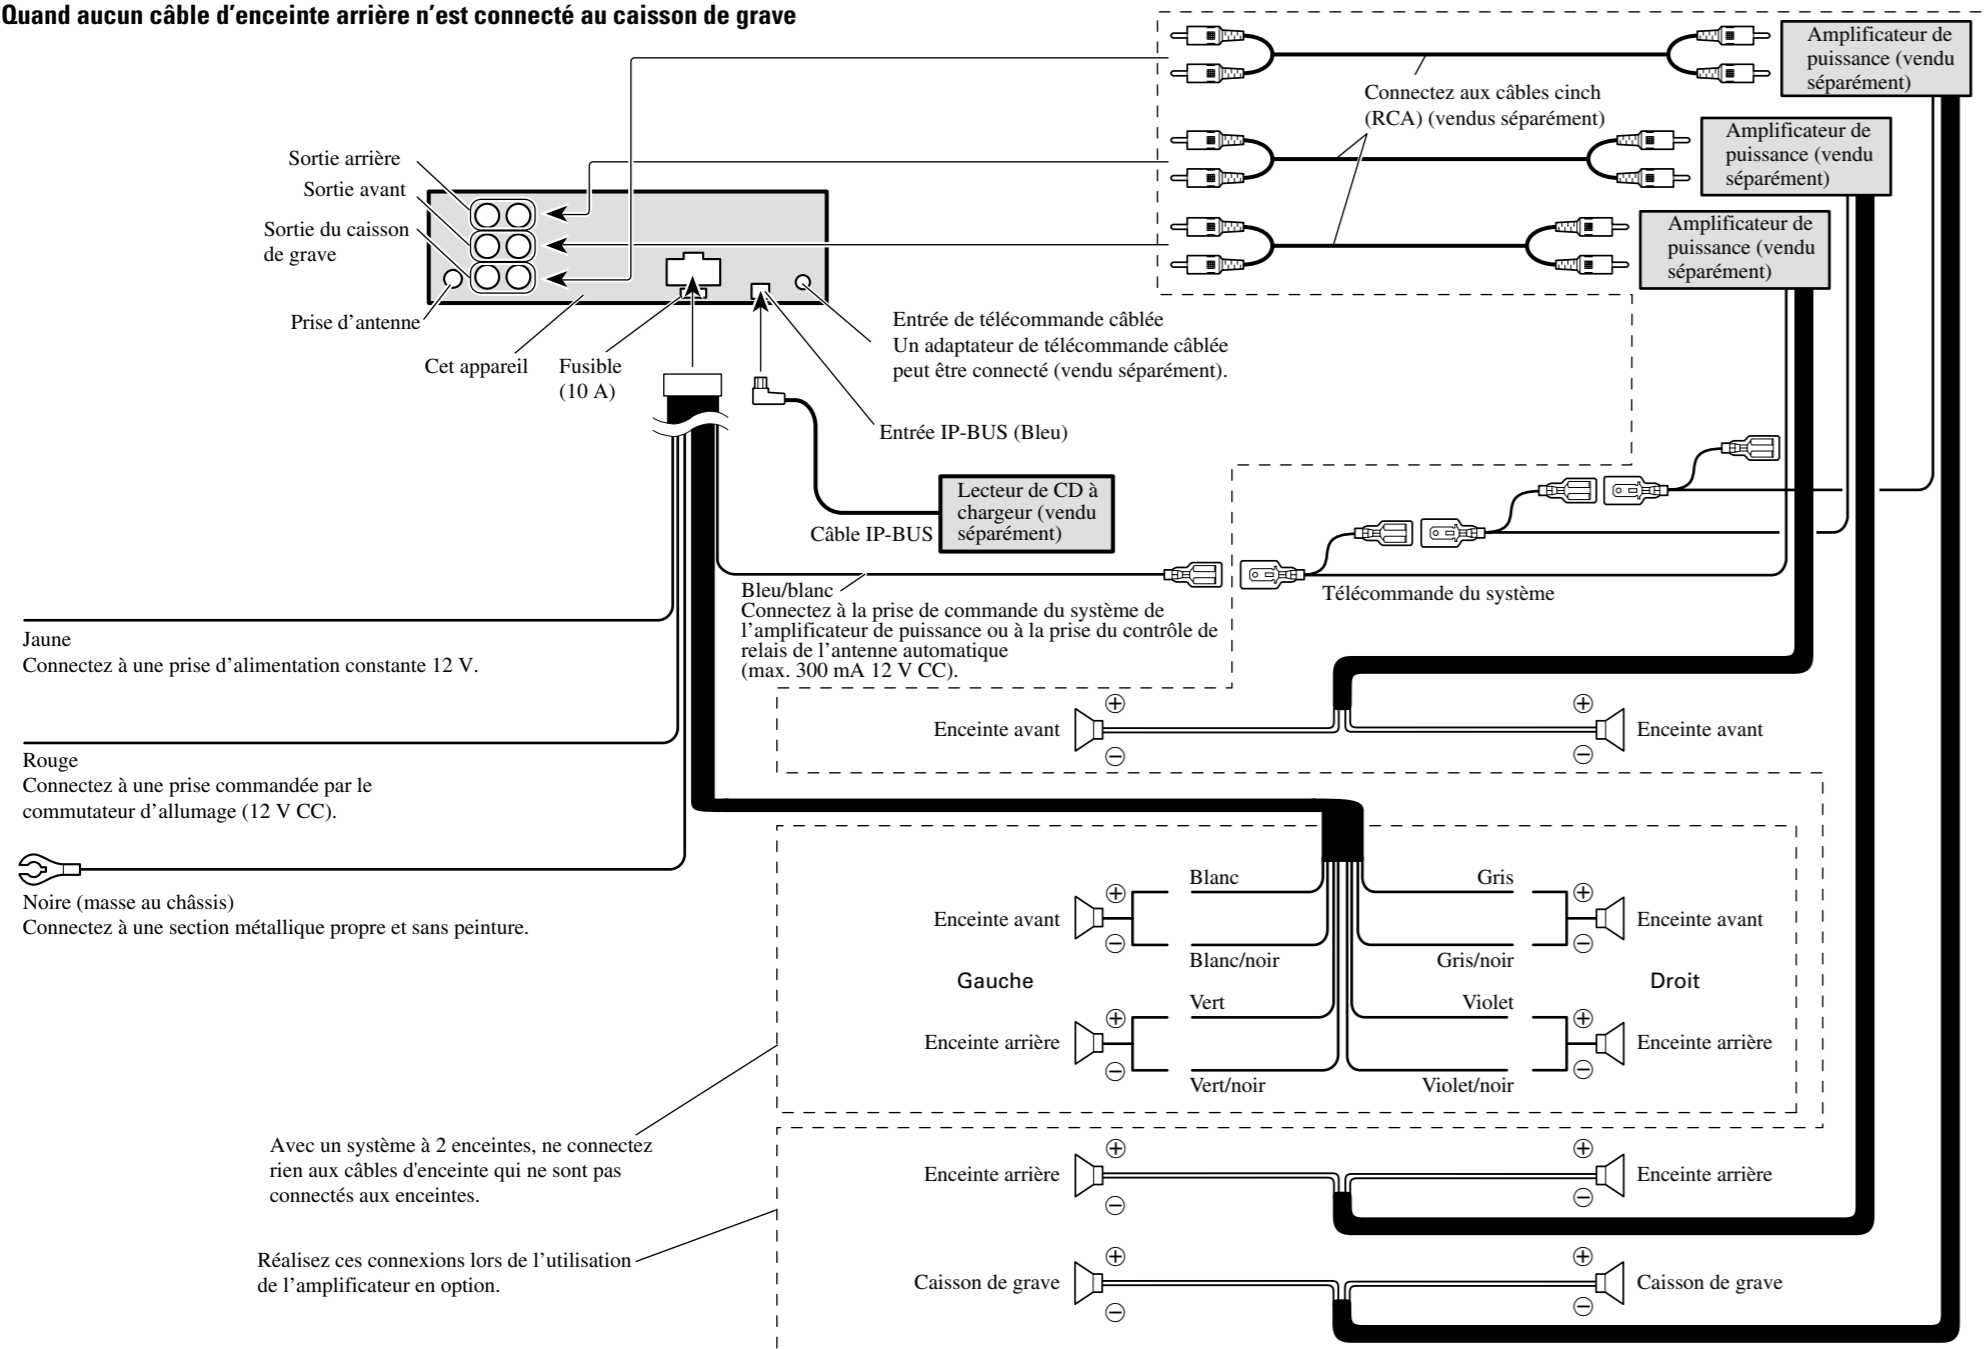 Quand aucun câble d’enceinte arrière n’est connecté au caisson de grave
Amplificateur de
puissance (vendu
séparément)
Connectez aux câbles cinch
(RCA) (vendus séparément)
Amplificateur de
puissance (vendu
séparément)
Amplificateur de
puissance (vendu
séparément)
Sortie arrière
Sortie avant
Sortie du caisson
de grave
Prise d’antenne
Cet appareil
Fusible
(10 A)
Entrée de télécommande câblée
Un adaptateur de télécommande câblée
peut être connecté (vendu séparément).
Entrée IP-BUS (Bleu)
Lecteur de CD à
chargeur (vendu
séparément)
Câble IP-BUS
Bleu/blanc
Connectez à la prise de commande du système de
l’amplificateur de puissance ou à la prise du contrôle de
relais de l’antenne automatique
(max. 300 mA 12 V CC).
Télécommande du système
Jaune
Connectez à une prise d’alimentation constante 12 V.
Rouge
Connectez à une prise commandée par le
commutateur d’allumage (12 V CC).
Noire (masse au châssis)
Connectez à une section métallique propre et sans peinture.
Enceinte avant
+
−
+
−
Enceinte avant
Enceinte avant
+
−
Blanc
Blanc/noir
Gris
Gris/noir
+
−
Enceinte avant
Gauche
Droit
Enceinte arrière
+
−
Vert
Vert/noir
Violet
Violet/noir
+
−
Enceinte arrière
Avec un système à 2 enceintes, ne connectez
rien aux câbles d'enceinte qui ne sont pas
connectés aux enceintes.
Enceinte arrière
+
−
+
−
Enceinte arrière
Réalisez ces connexions lors de l’utilisation
de l’amplificateur en option.
Caisson de grave
+
−
+
−
Caisson de grave